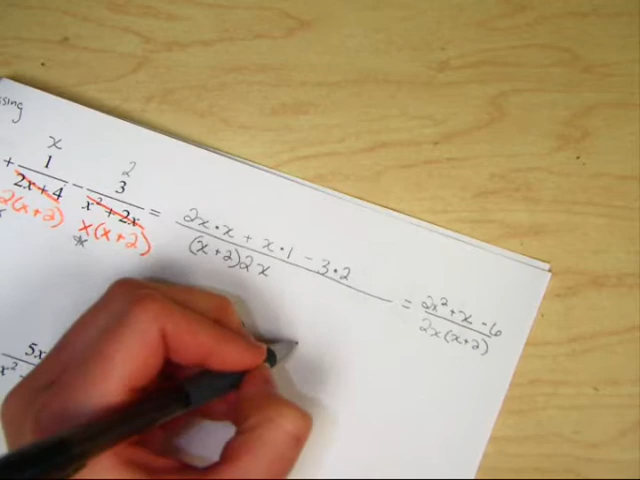 x
2
+ 1/(2x + 4) - 3/(x² + 2x) = (2x•x + x•1 - 3•2)/((x+2)2x) = (2x²+x-6)/(2x(x+2))
2(x+2)
x(x+2)
*
5x
x² -